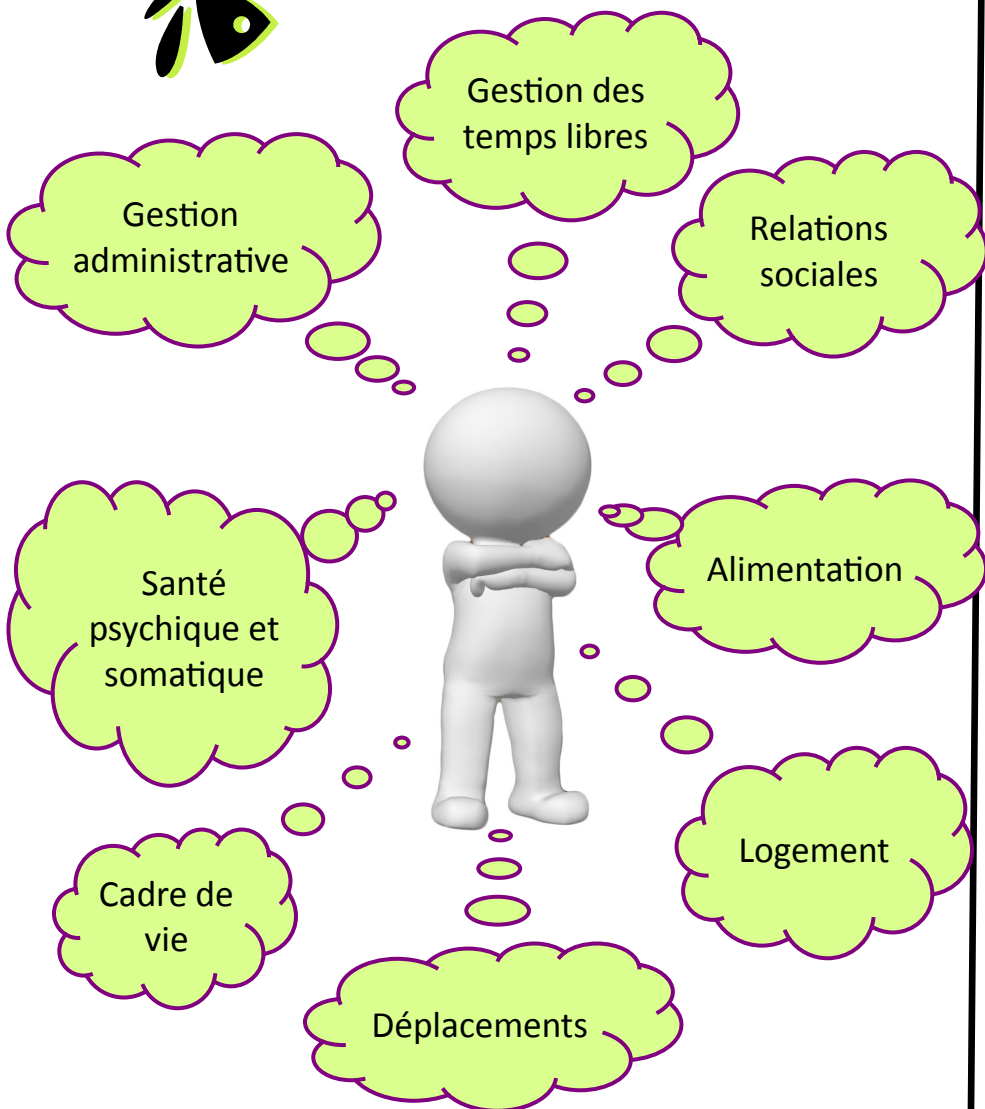 Gestion des
temps libres
Gestion
administrative
Relations
sociales
Santé
psychique et
somatique
Alimentation
Logement
Cadre de
vie
Déplacements